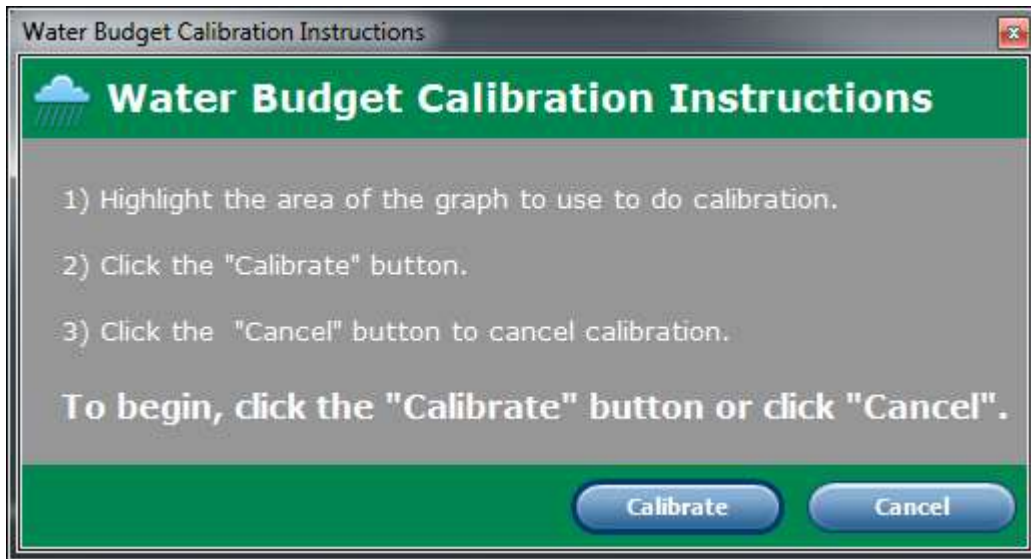 Water Budget Calibration Instructions
Water Budget Calibration Instructions
1) Highlight the area of the graph to use to do calibration.
2) Click the "Calibrate" button.
3) Click the  "Cancel" button to cancel calibration.
To begin, click the "Calibrate" button or click "Cancel".
Calibrate
Cancel